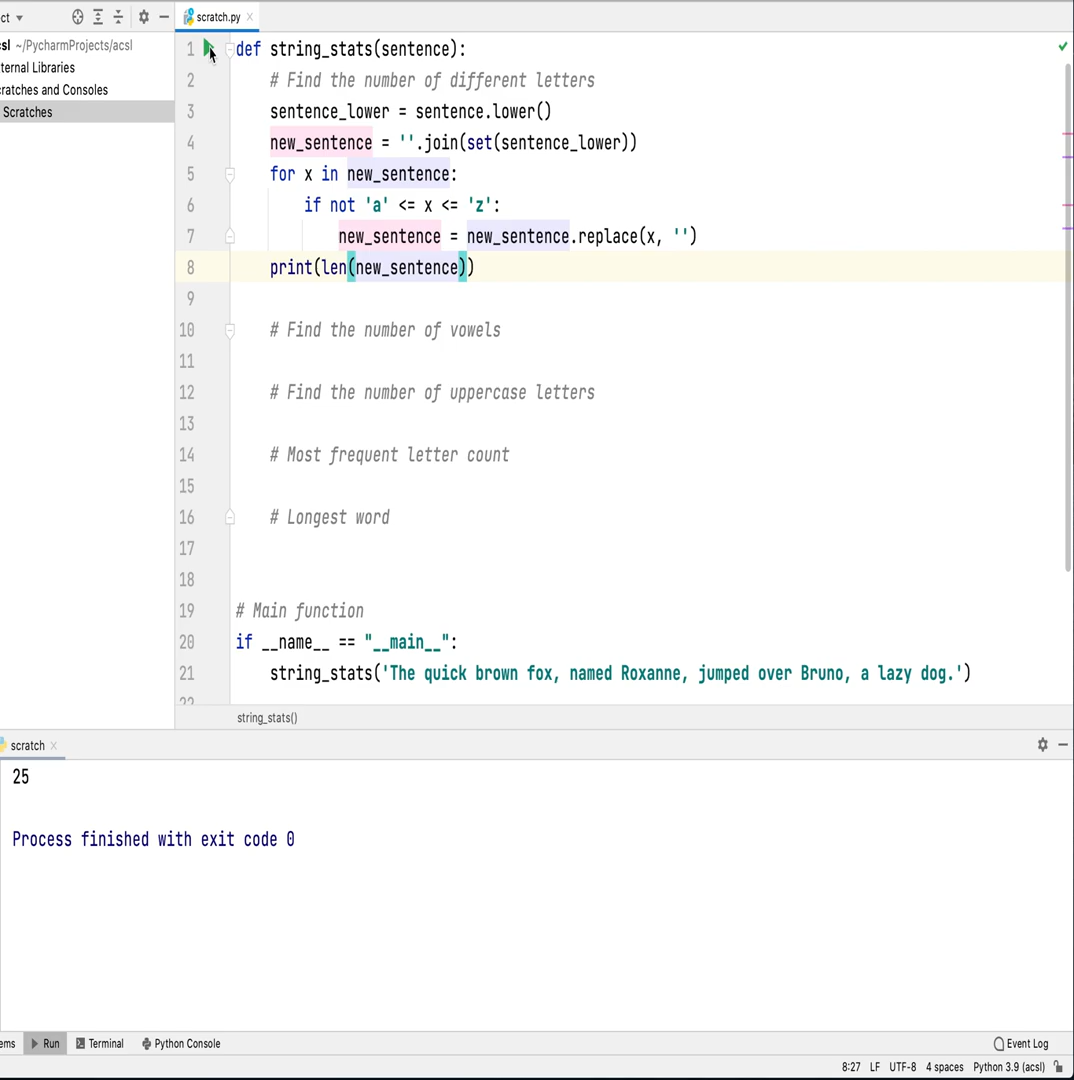 ct
scratch.py
sl ~/PycharmProjects/acsl
ternal Libraries
ratches and Consoles
Scratches
1 def string_stats(sentence):
2 # Find the number of different letters
3 sentence_lower = sentence.lower()
4 new_sentence = ''.join(set(sentence_lower))
5 for x in new_sentence:
6 if not 'a' <= x <= 'z':
7 new_sentence = new_sentence.replace(x, '')
8 print(len(new_sentence))
9
10 # Find the number of vowels
11
12 # Find the number of uppercase letters
13
14 # Most frequent letter count
15
16 # Longest word
17
18
19 # Main function
20 if __name__ == "__main__":
21 string_stats('The quick brown fox, named Roxanne, jumped over Bruno, a lazy dog.')
22
string_stats()
scratch
25
Process finished with exit code 0
ems Run Terminal Python Console Event Log
8:27 LF UTF-8 4 spaces Python 3.9 (acsl)